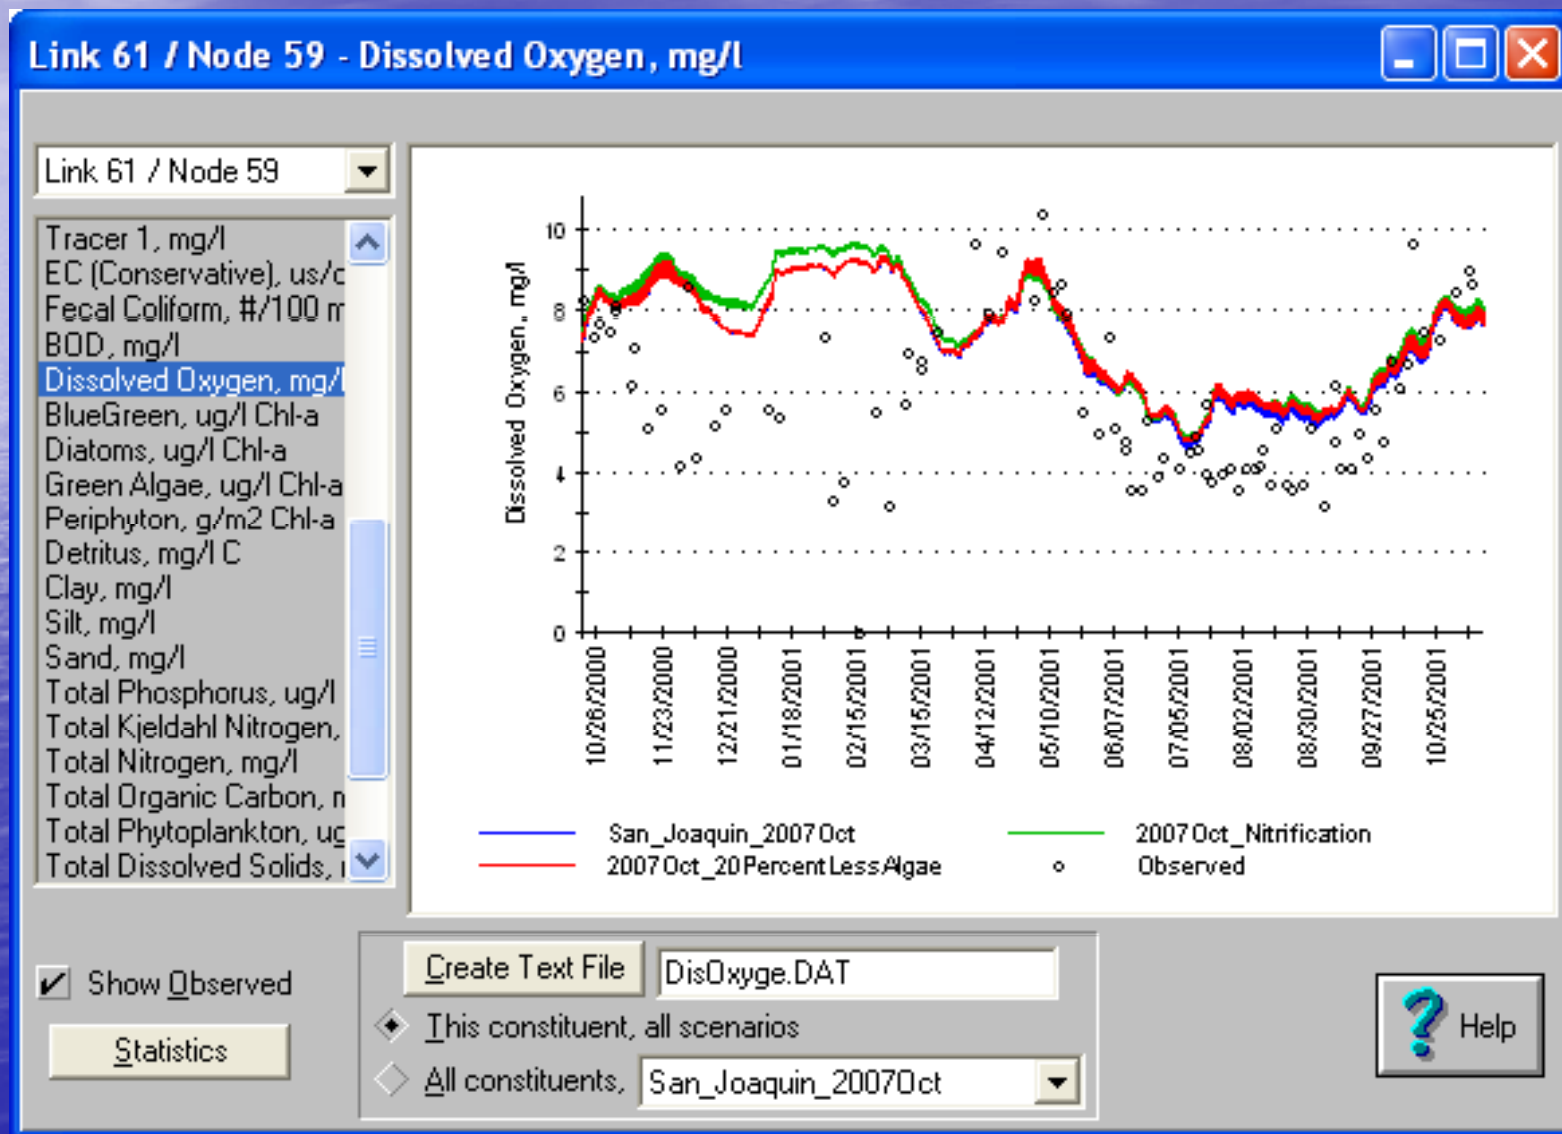 Link 61 / Node 59 - Dissolved Oxygen, mg/l
Link 61 / Node 59
Tracer 1, mg/l
EC (Conservative), us/c
Fecal Coliform, #/100 m
BOD, mg/l
Dissolved Oxygen, mg/l
BlueGreen, ug/l Chl-a
Diatoms, ug/l Chl-a
Green Algae, ug/l Chl-a
Periphyton, g/m2 Chl-a
Detritus, mg/l C
Clay, mg/l
Silt, mg/l
Sand, mg/l
Total Phosphorus, ug/l
Total Kjeldahl Nitrogen,
Total Nitrogen, mg/l
Total Organic Carbon, m
Total Phytoplankton, ug
Total Dissolved Solids,
Dissolved Oxygen, mg/l
10
8
6
4
2
0
10/26/2000
11/23/2000
12/21/2000
01/18/2001
02/15/2001
03/15/2001
04/12/2001
05/10/2001
06/07/2001
07/05/2001
08/02/2001
08/30/2001
09/27/2001
10/25/2001
San_Joaquin_2007Oct
2007Oct_Nitrification
2007Oct_20PercentLessAlgae
Observed
Show Observed
Statistics
Create Text File
DisOxyge.DAT
This constituent, all scenarios
All constituents,
San_Joaquin_2007Oct
Help